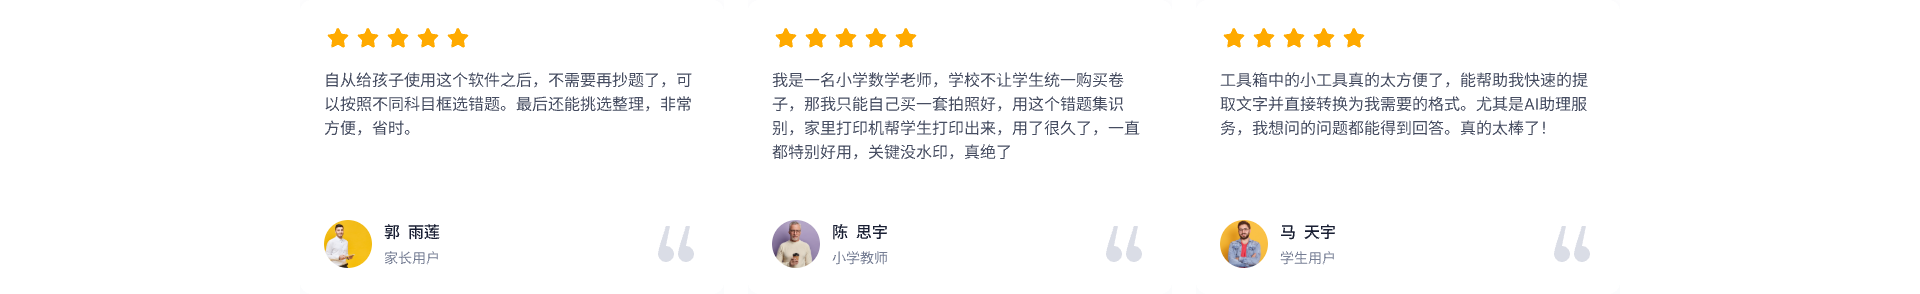 自从给孩子使用这个软件之后，不需要再抄题了，可
以按照不同科目框选错题。最后还能挑选整理，非常
方便，省时。
郭 雨莲
家长用户
我是一名小学数学老师，学校不让学生统一购买卷
子，那我只能自己买一套拍照好，用这个错题集识
别，家里打印机帮学生打印出来，用了很久了，一直
都特别好用，关键没水印，真绝了
陈 思宇
小学教师
工具箱中的小工具真的太方便了，能帮助我快速的提
取文字并直接转换为我需要的格式。尤其是AI助理服
务，我想问的问题都能得到回答。真的太棒了！
马 天宇
学生用户